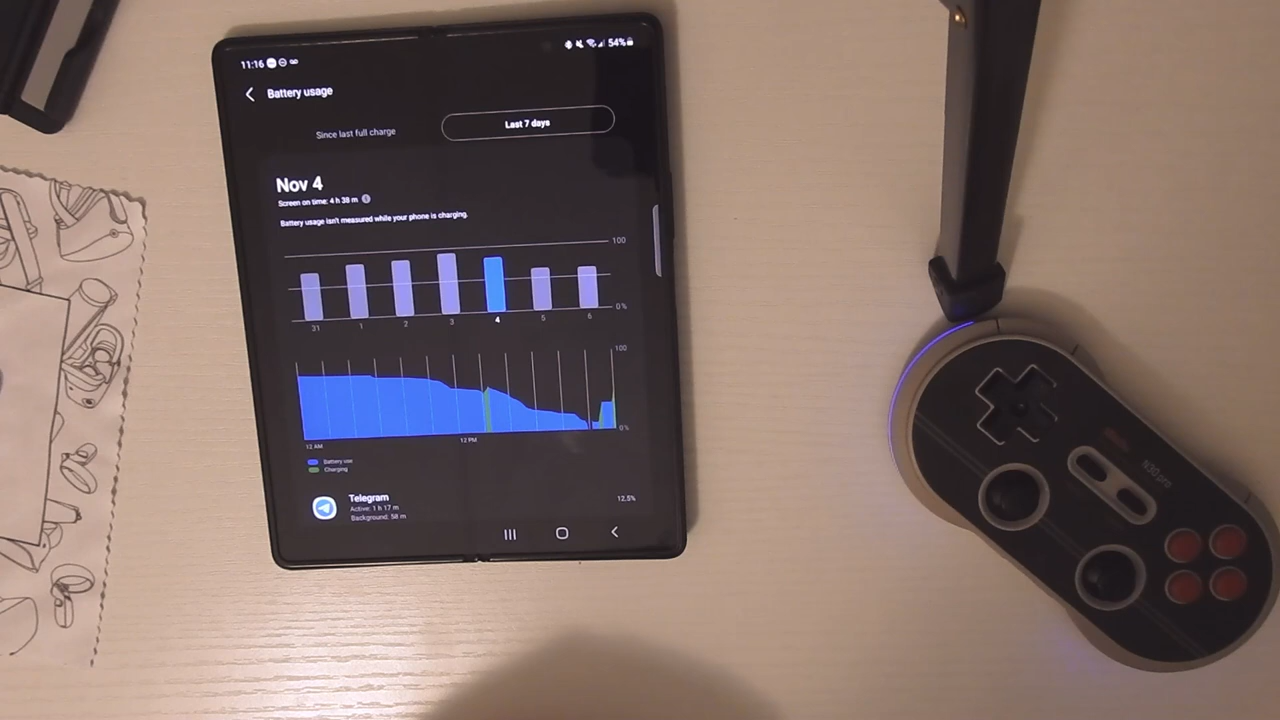 11:16
54%
Battery usage
Since last full charge
Last 7 days
Nov 4
Screen on time: 4 h 38 m
Battery usage isn't measured while your phone is charging.
100
0%
31 1 2 3 4 5 6
100
0%
12 AM 12 PM
Battery use
Charging
Telegram
12.5%
Active: 1 h 17 m
Background: 58 m
N30 pro